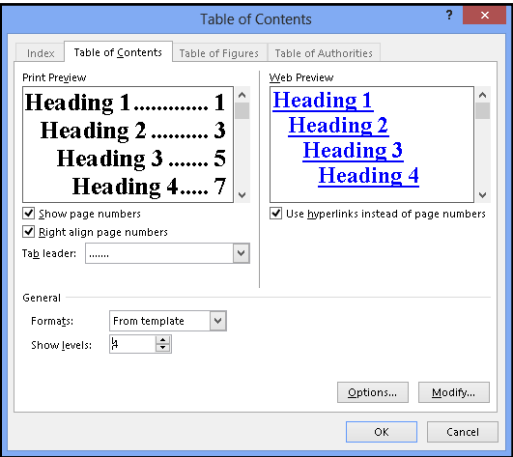 Table of Contents
?
Index Table of Contents Table of Figures Table of Authorities
Print Preview
Heading 1............. 1
Heading 2 ........... 3
Heading 3 ........ 5
Heading 4..... 7
Show page numbers
Right align page numbers
Tab leader: .......
Web Preview
Heading 1
Heading 2
Heading 3
Heading 4
Use hyperlinks instead of page numbers
General
Formats: From template
Show levels: 4
Options... Modify...
OK Cancel